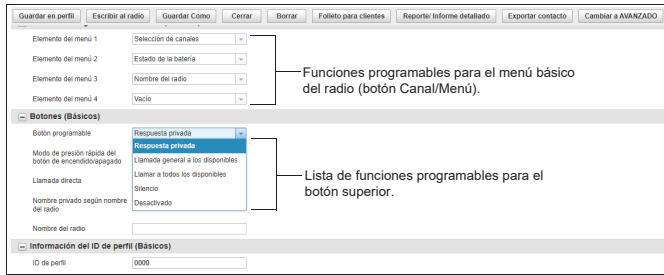 Guardar en perfil Escribir al radio Guardar Como Cerrar Borrar Folleto para clientes Reporte/ Informe detallado Exportar contacto Cambiar a AVANZADO
Elemento del menú 1 Selección de canales
Elemento del menú 2 Estado de la batería
Elemento del menú 3 Nombre del radio
Elemento del menú 4 Vacío
Funciones programables para el menú básico
del radio (botón Canal/Menú).
Botones (Básicos)
Botón programable Respuesta privada
Respuesta privada
Modo de presión rápida del
botón de encendido/apagado
Llamada general a los disponibles
Llamada directa
Llamar a todos los disponibles
Silencio
Nombre privado según nombre
del radio
Desactivado
Lista de funciones programables para el
botón superior.
Nombre del radio
Información del ID de perfil (Básicos)
ID de perfil 0000